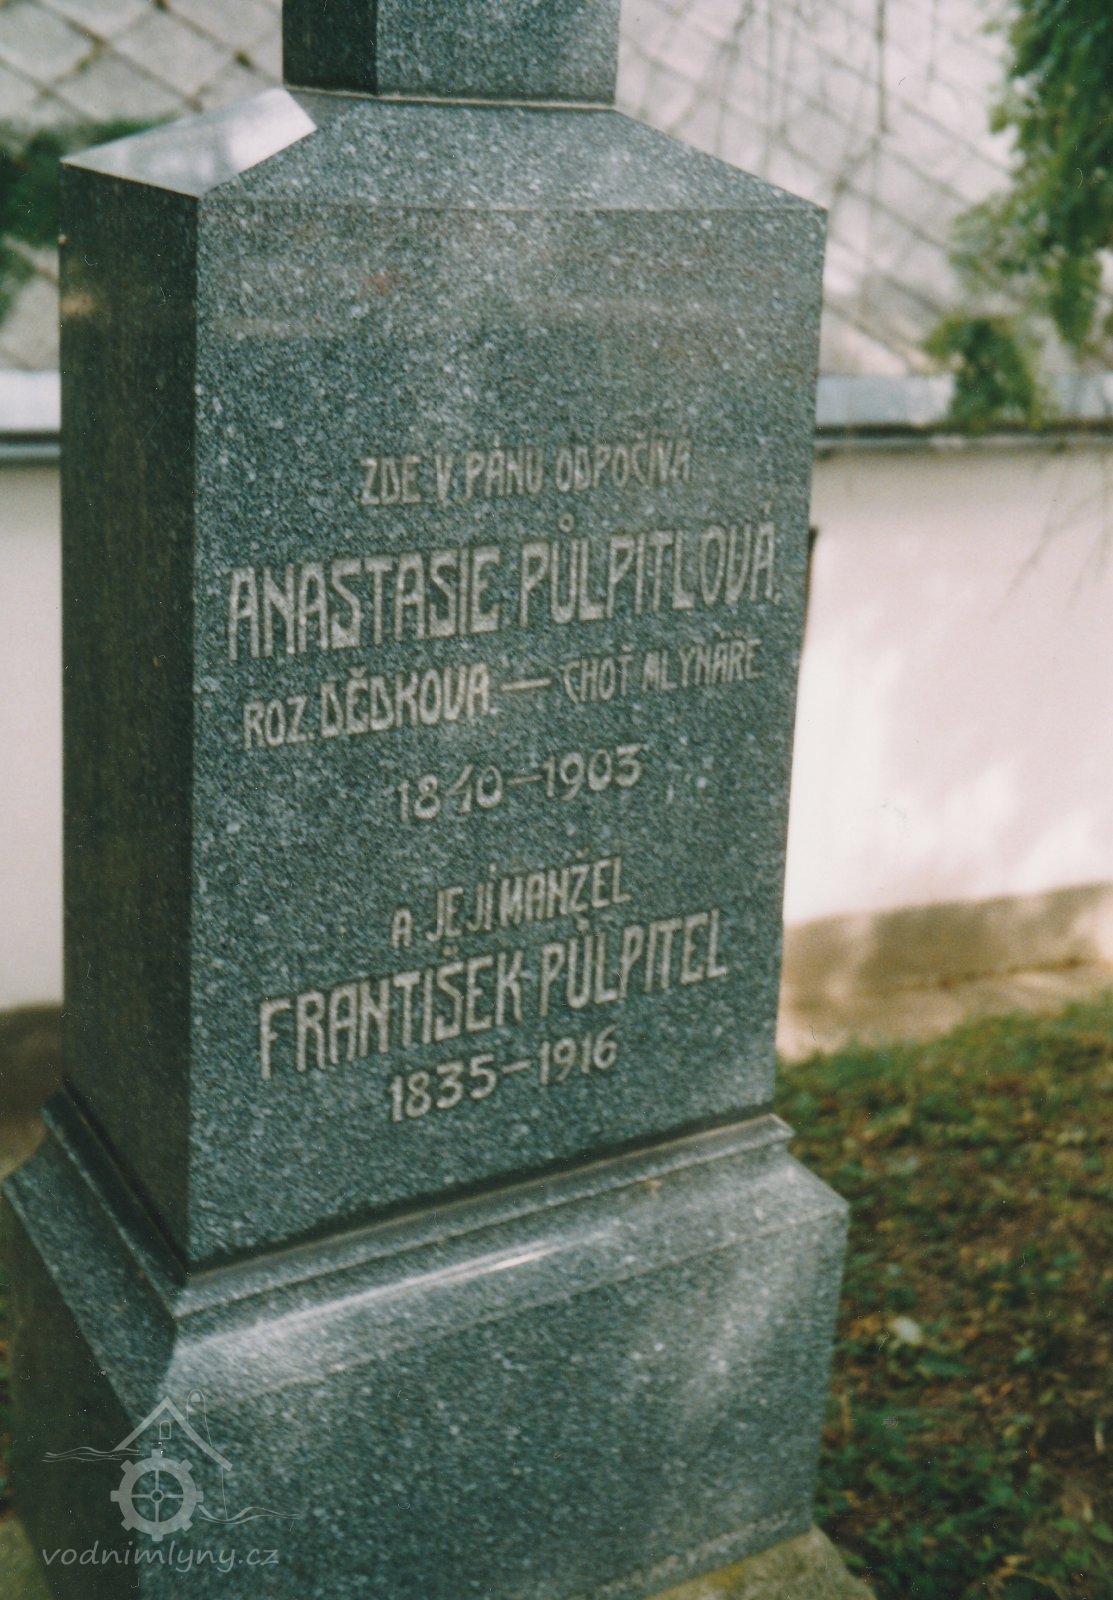 ZDE V PÁNU ODPOČÍVÁ
ANASTASIE PŮLPITLOVÁ.
ROZ. DĚDKOVA. — CHOŤ MLYNÁŘE
1840–1903
A JEJÍ MANŽEL
FRANTIŠEK PŮLPITEL
1835–1916
vodnimlyny.cz